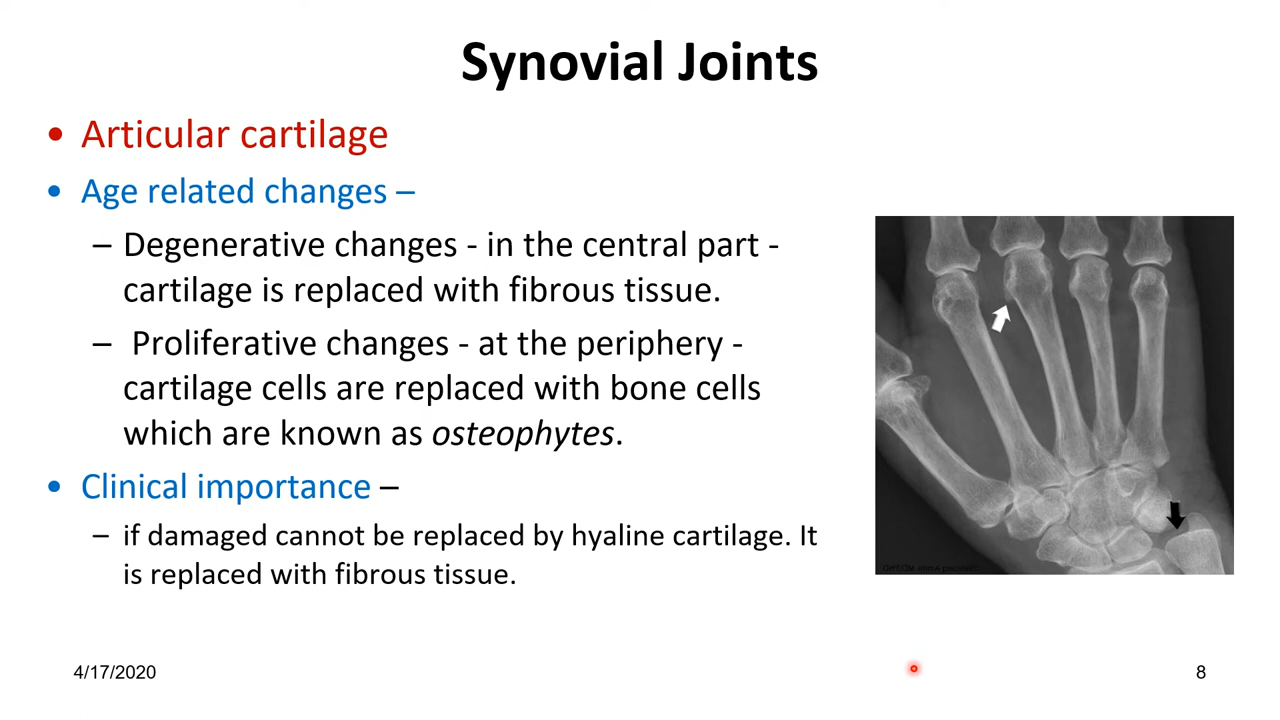 Synovial Joints
• Articular cartilage
• Age related changes –
– Degenerative changes - in the central part -
cartilage is replaced with fibrous tissue.
– Proliferative changes - at the periphery -
cartilage cells are replaced with bone cells
which are known as osteophytes.
• Clinical importance –
– if damaged cannot be replaced by hyaline cartilage. It
is replaced with fibrous tissue.
4/17/2020
8